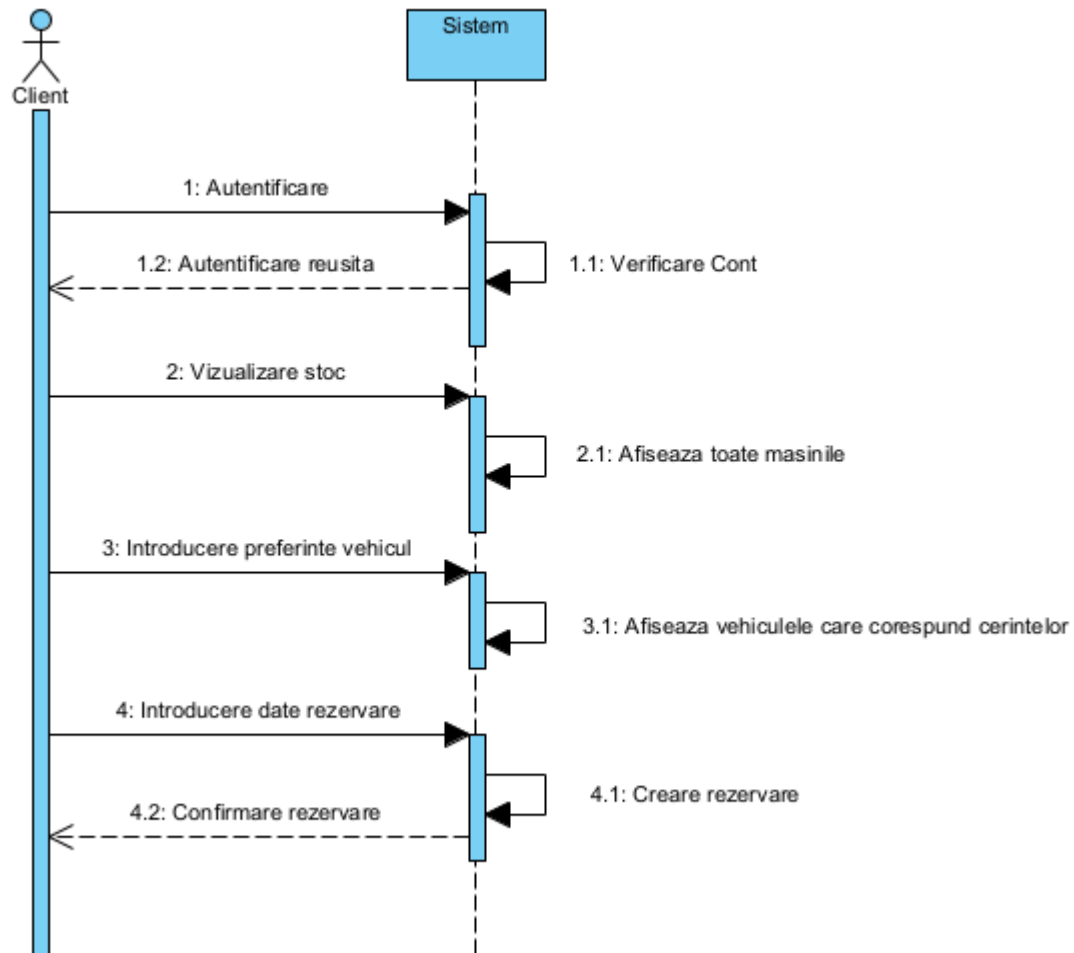 Sistem
Client
1: Autentificare
1.1: Verificare Cont
1.2: Autentificare reusita
2: Vizualizare stoc
2.1: Afiseaza toate masinile
3: Introducere preferinte vehicul
3.1: Afiseaza vehiculele care corespund cerintelor
4: Introducere date rezervare
4.1: Creare rezervare
4.2: Confirmare rezervare